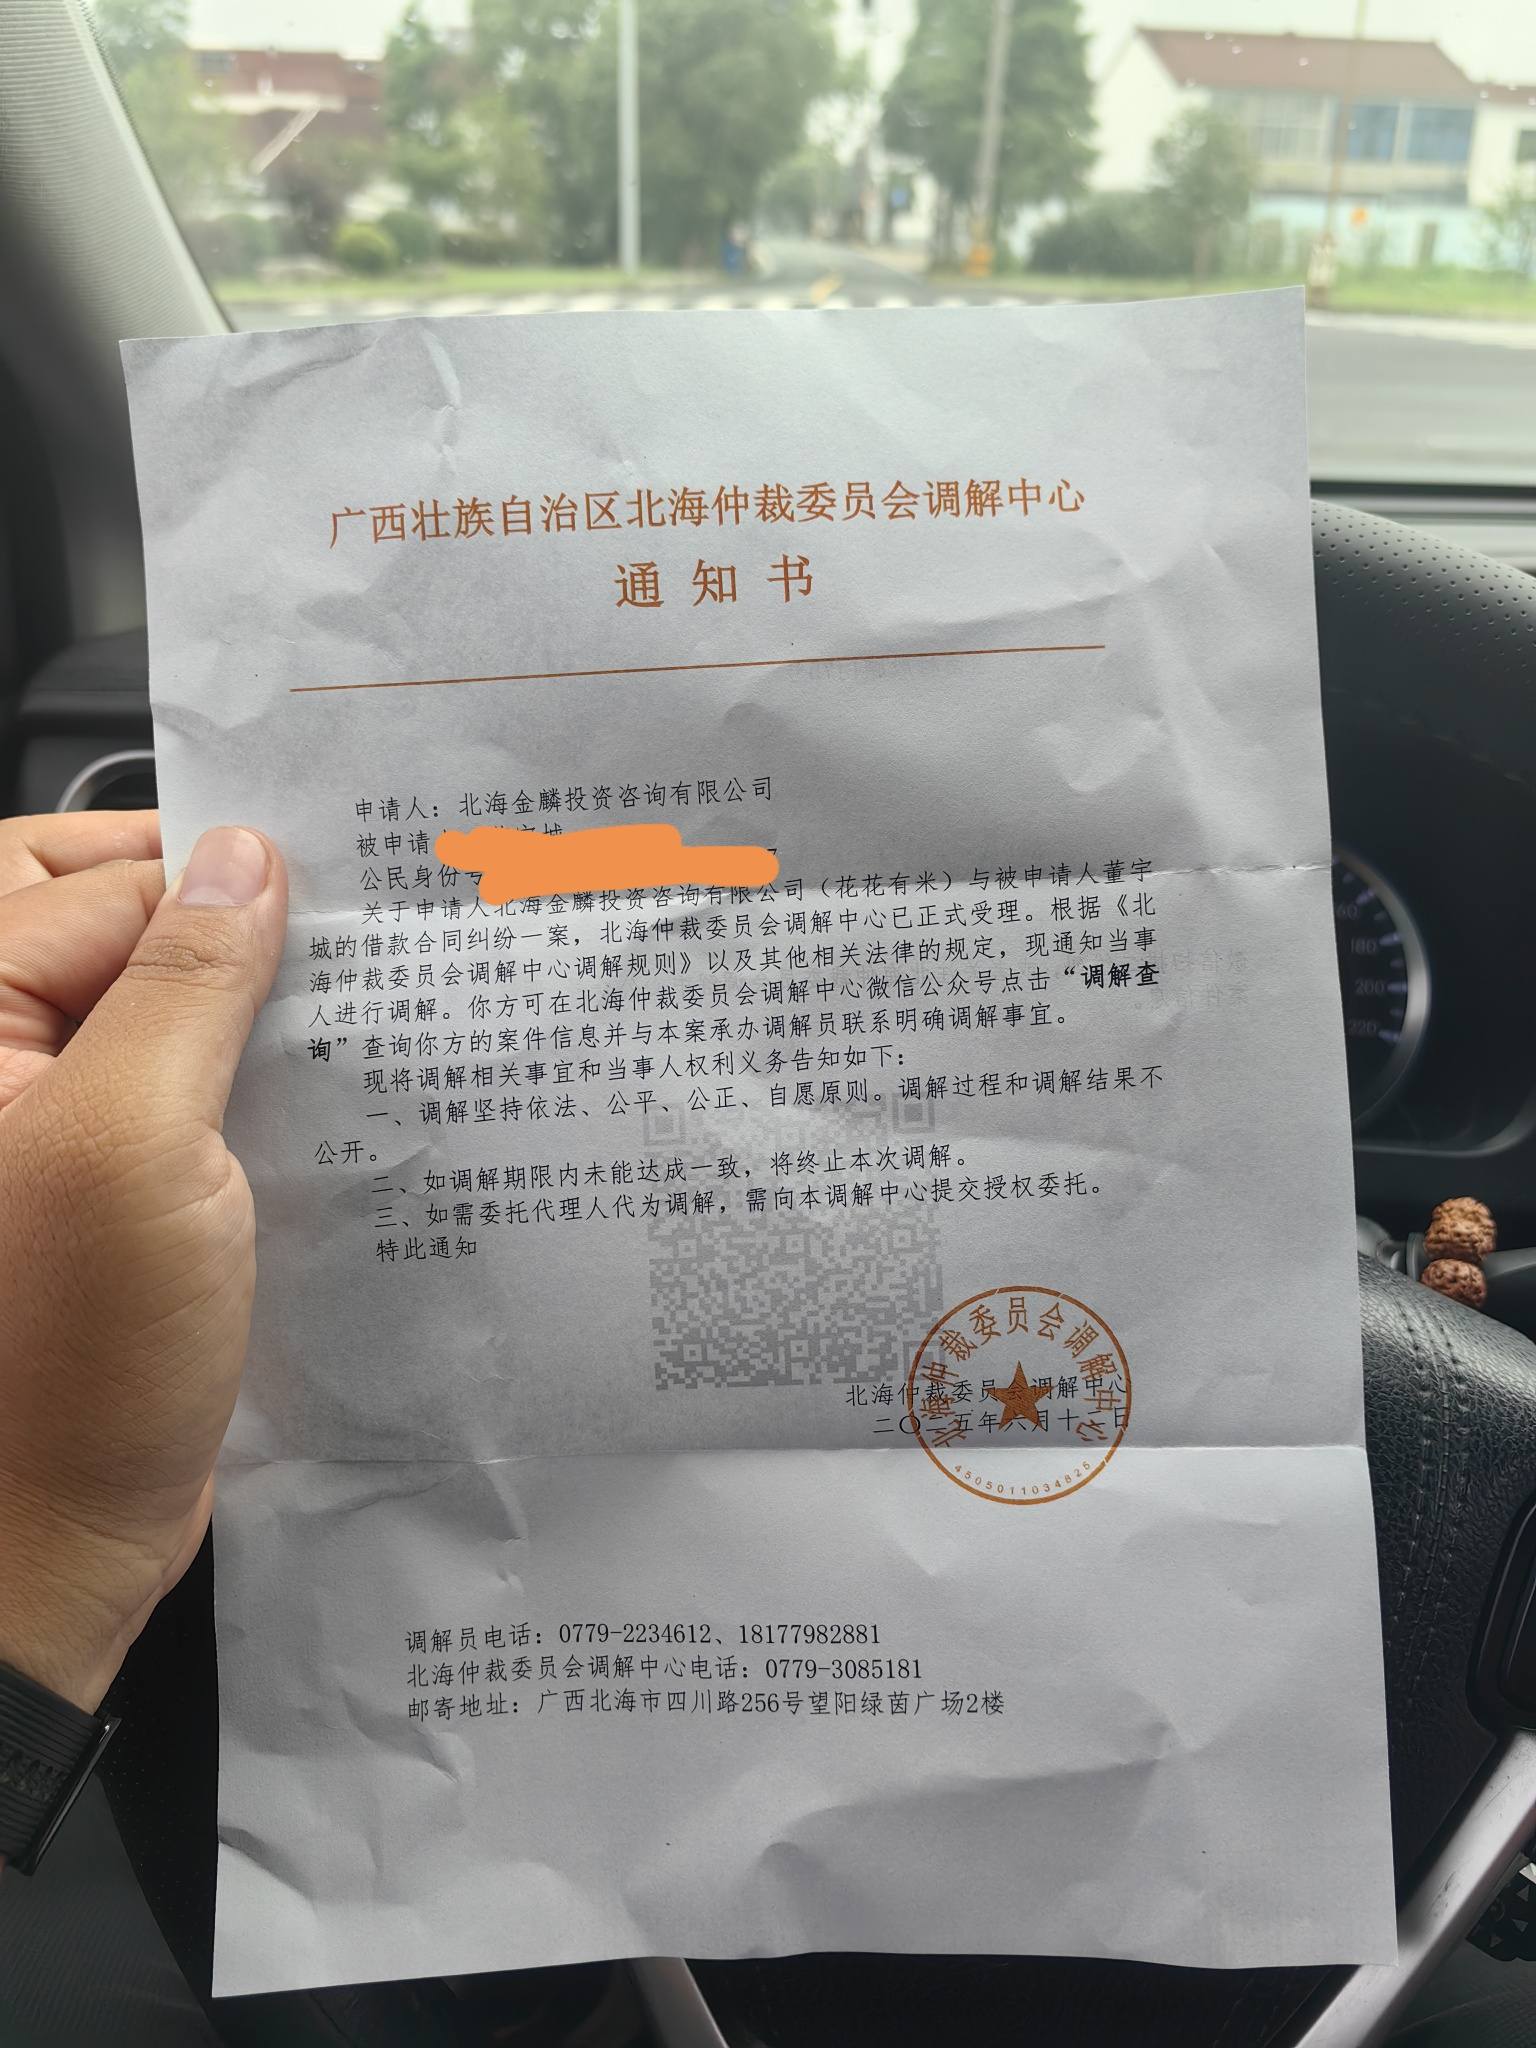 广西壮族自治区北海仲裁委员会调解中心
通 知 书
申请人：北海金麟投资咨询有限公司
被申请
公民身份号
关于申请人北海金麟投资咨询有限公司（花花有米）与被申请人董宇
城的借款合同纠纷一案，北海仲裁委员会调解中心已正式受理。根据《北
海仲裁委员会调解中心调解规则》以及其他相关法律的规定，现通知当事
人进行调解。你方可在北海仲裁委员会调解中心微信公众号点击“调解查
询”查询你方的案件信息并与本案承办调解员联系明确调解事宜。
现将调解相关事宜和当事人权利义务告知如下：
一、调解坚持依法、公平、公正、自愿原则。调解过程和调解结果不
公开。
二、如调解期限内未能达成一致，将终止本次调解。
三、如需委托代理人代为调解，需向本调解中心提交授权委托。
特此通知
北海仲裁委员会调解中心
北海仲裁委员会调解中心
二〇二五年六月十二日
4505011034825
调解员电话：0779-2234612、18177982881
北海仲裁委员会调解中心电话：0779-3085181
邮寄地址：广西北海市四川路256号望阳绿茵广场2楼
180
200
220